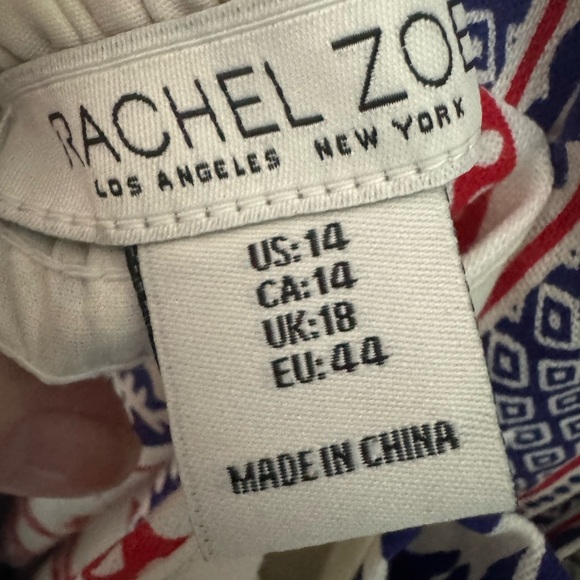 RACHEL ZOE
LOS ANGELES NEW YORK
US:14
CA:14
UK:18
EU:44
MADE IN CHINA